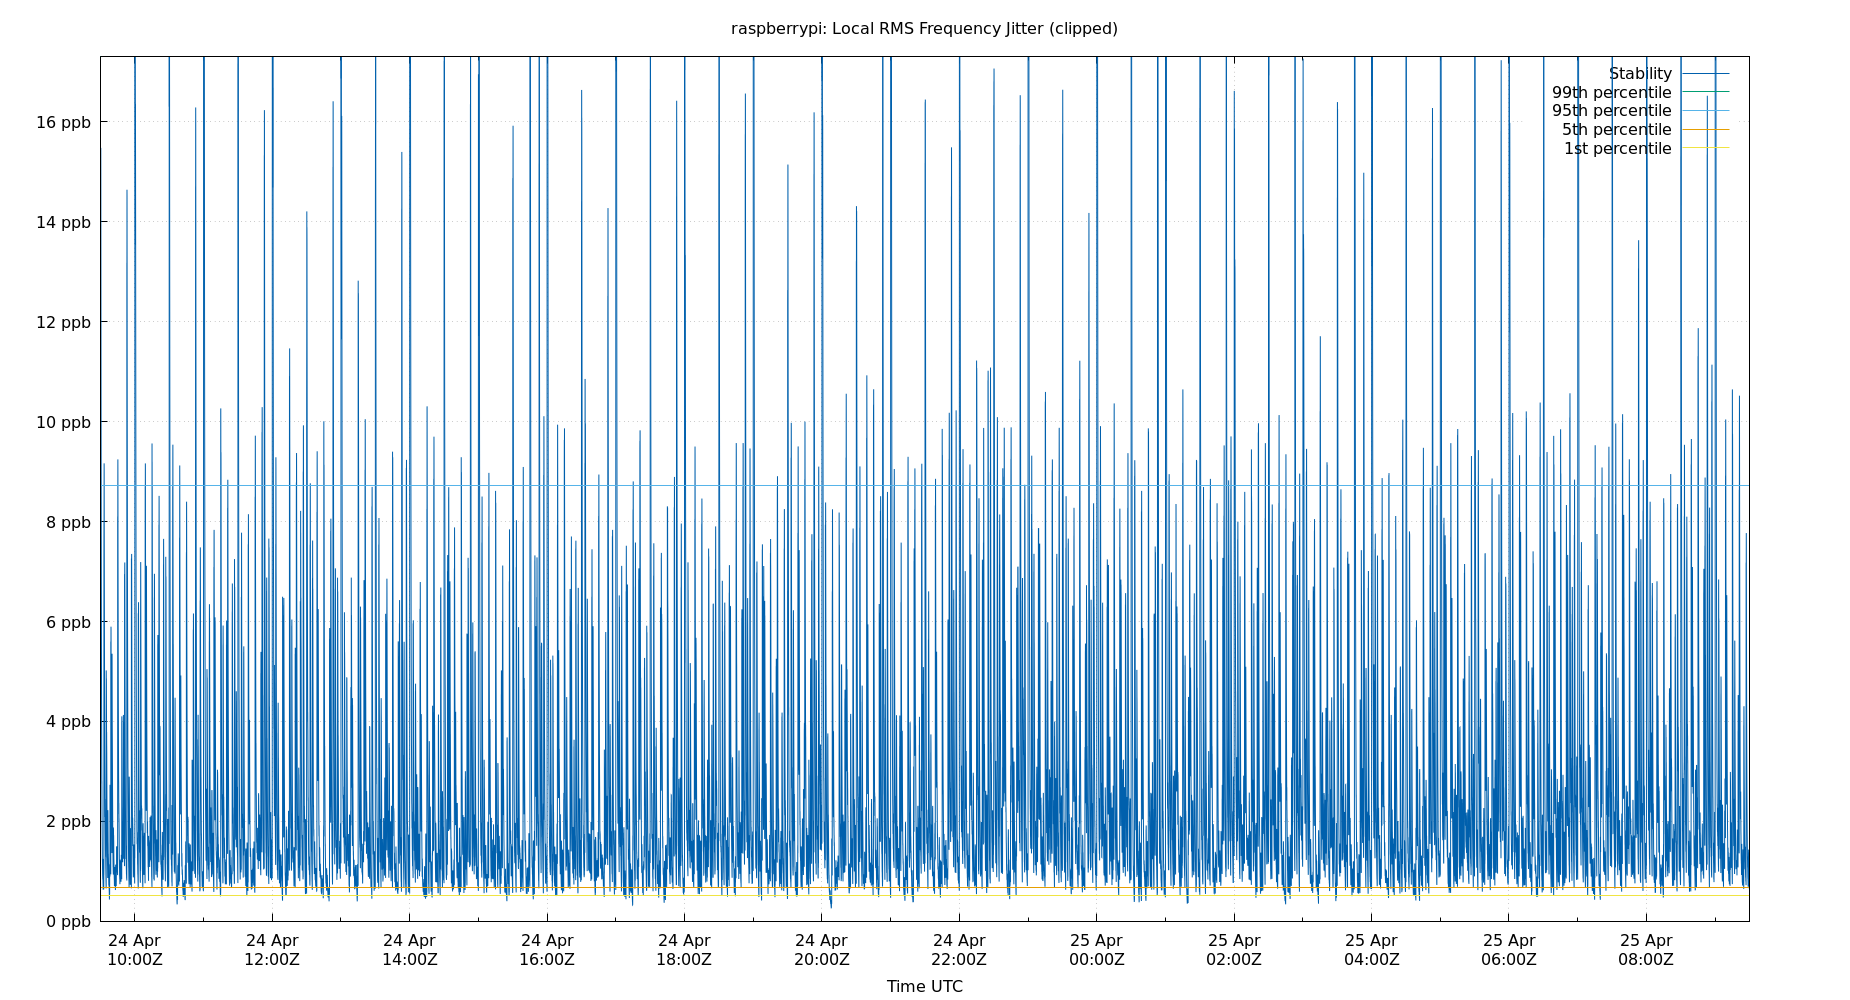 raspberrypi: Local RMS Frequency Jitter (clipped)
Stability
99th percentile
95th percentile
5th percentile
1st percentile
16 ppb
14 ppb
12 ppb
10 ppb
8 ppb
6 ppb
4 ppb
2 ppb
0 ppb
24 Apr 24 Apr 24 Apr 24 Apr 24 Apr 24 Apr 24 Apr 25 Apr 25 Apr 25 Apr 25 Apr 25 Apr
10:00Z 12:00Z 14:00Z 16:00Z 18:00Z 20:00Z 22:00Z 00:00Z 02:00Z 04:00Z 06:00Z 08:00Z
Time UTC